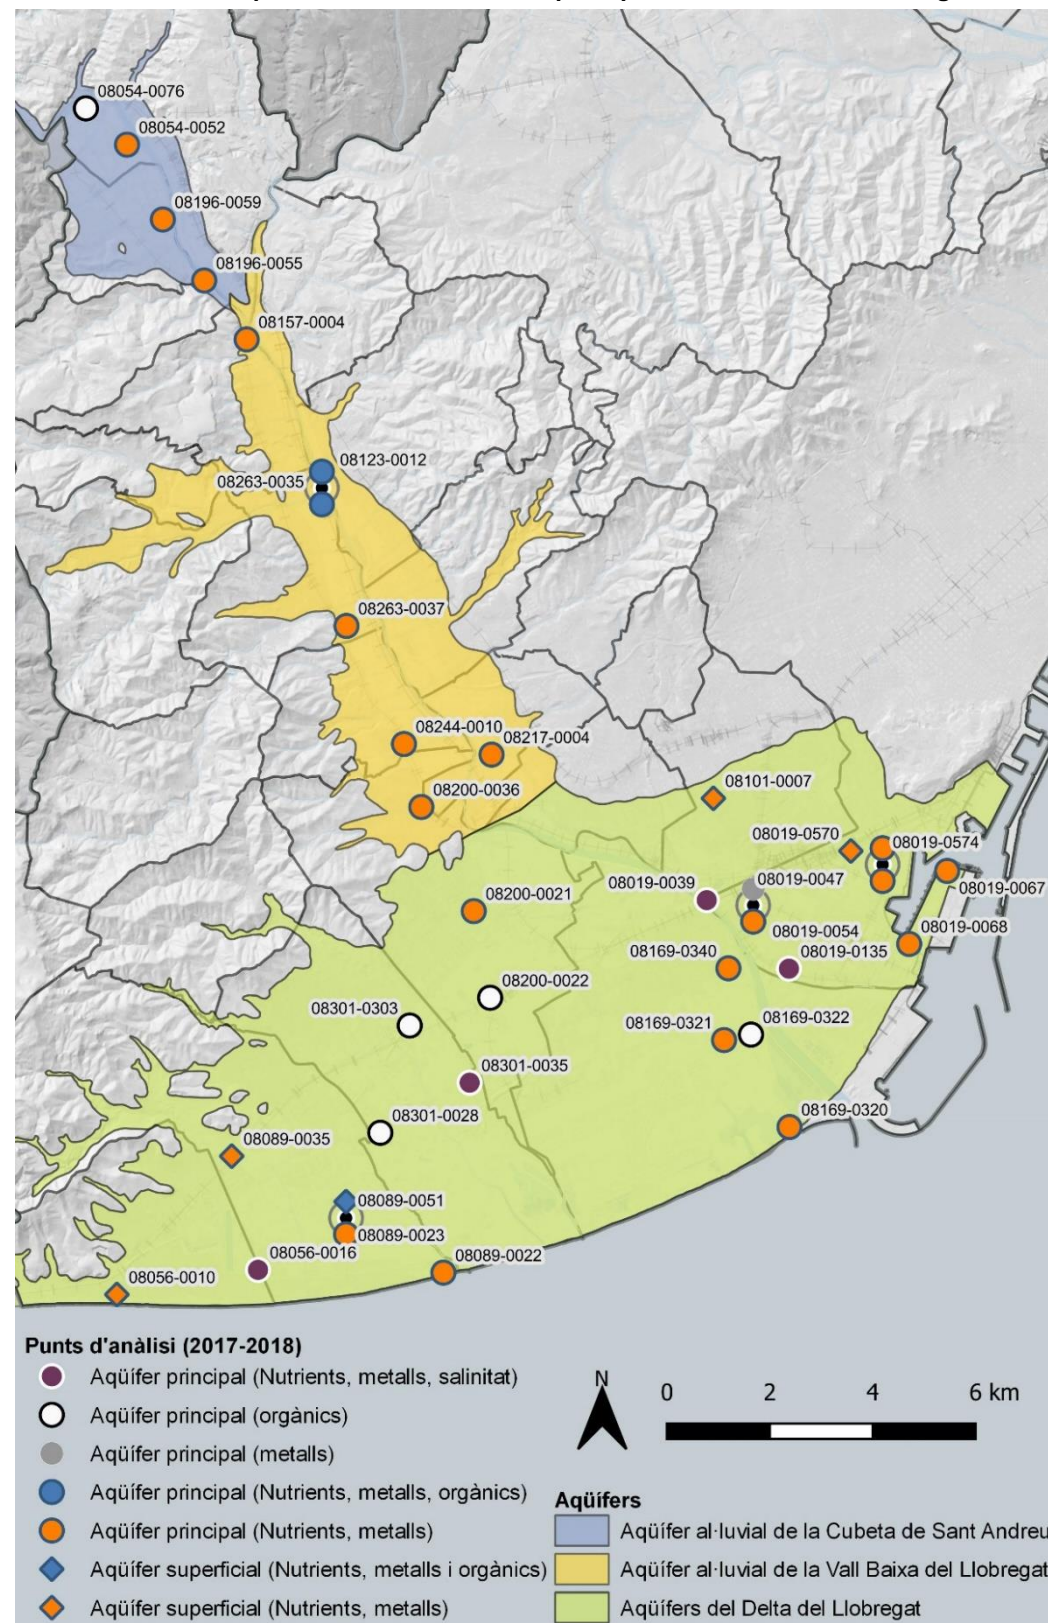 08054-0076
08054-0052
08196-0059
08196-0055
08157-0004
08123-0012
08263-0035
08263-0037
08244-0010
08217-0004
08200-0036
08101-0007
08019-0570
08019-0574
08019-0067
08019-0039
08019-0047
08200-0021
08019-0054
08019-0068
08169-0340
08019-0135
08200-0022
08301-0303
08169-0321
08169-0322
08301-0035
08301-0028
08169-0320
08089-0035
08089-0051
08089-0023
08056-0016
08089-0022
08056-0010
Punts d'anàlisi (2017-2018)
Aqüífer principal (Nutrients, metalls, salinitat)
Aqüífer principal (orgànics)
Aqüífer principal (metalls)
Aqüífer principal (Nutrients, metalls, orgànics)
Aqüífer principal (Nutrients, metalls)
Aqüífer superficial (Nutrients, metalls i orgànics)
Aqüífer superficial (Nutrients, metalls)
N
0 2 4 6 km
Aqüífers
Aqüífer al·luvial de la Cubeta de Sant Andreu
Aqüífer al·luvial de la Vall Baixa del Llobregat
Aqüífers del Delta del Llobregat